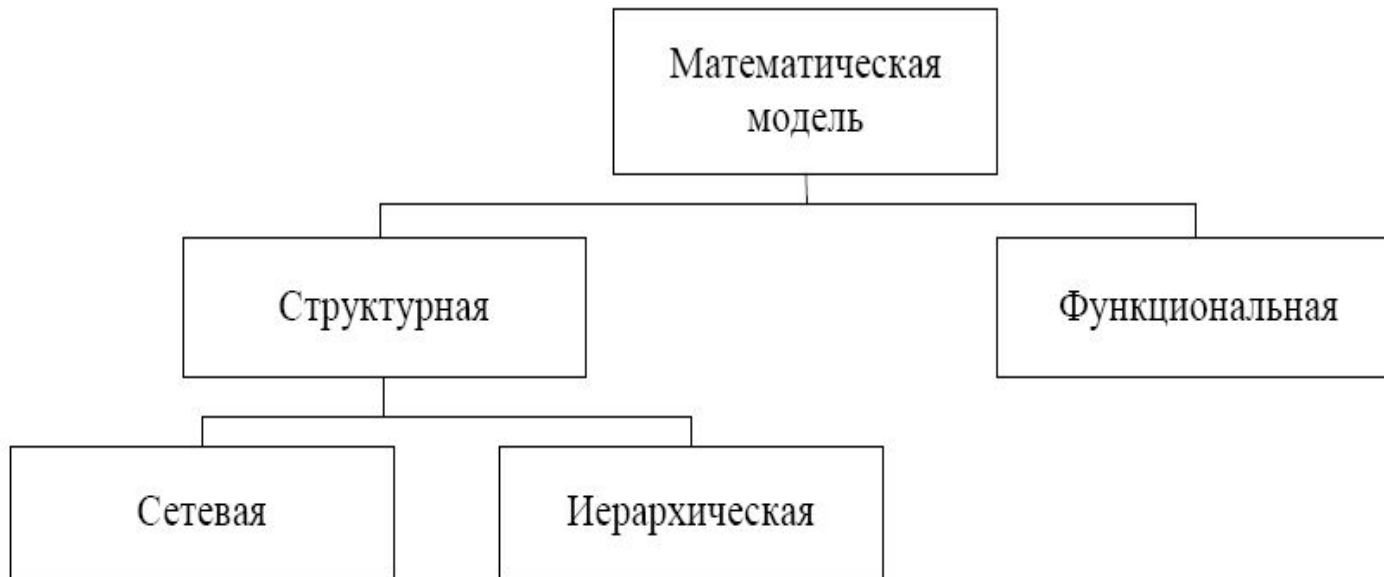 Математическая
модель
Структурная
Функциональная
Сетевая
Иерархическая